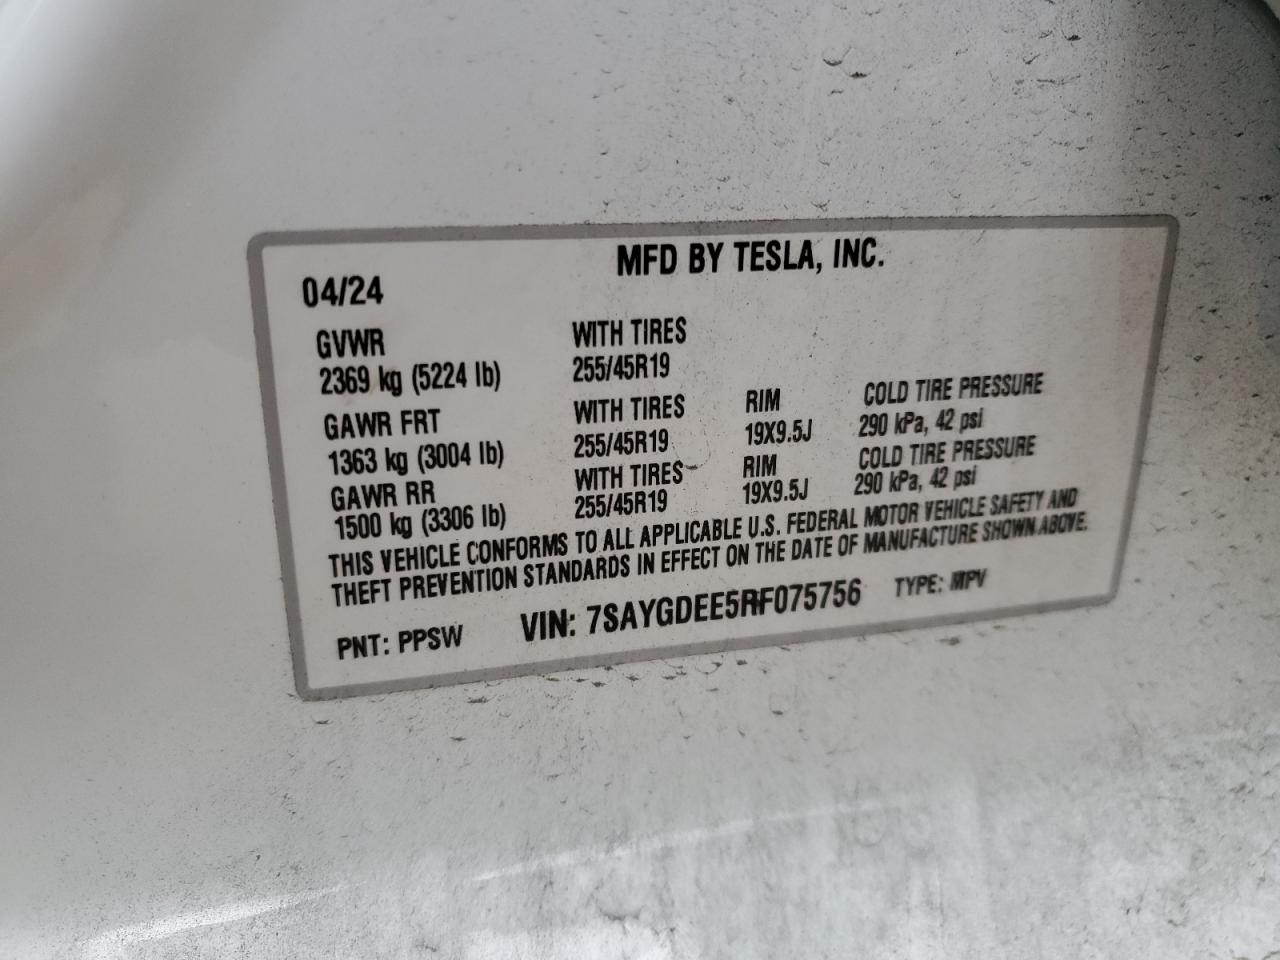 MFD BY TESLA, INC.
04/24
GVWR WITH TIRES
2369 kg (5224 lb) 255/45R19
GAWR FRT WITH TIRES RIM COLD TIRE PRESSURE
1363 kg (3004 lb) 255/45R19 19X9.5J 290 kPa, 42 psi
GAWR RR WITH TIRES RIM COLD TIRE PRESSURE
1500 kg (3306 lb) 255/45R19 19X9.5J 290 kPa, 42 psi
THIS VEHICLE CONFORMS TO ALL APPLICABLE U.S. FEDERAL MOTOR VEHICLE SAFETY AND
THEFT PREVENTION STANDARDS IN EFFECT ON THE DATE OF MANUFACTURE SHOWN ABOVE.
PNT: PPSW VIN: 7SAYGDEE5RF075756 TYPE: MPV